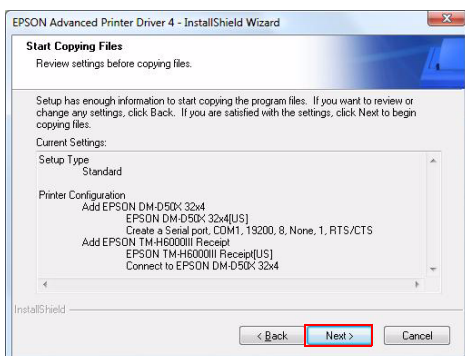 EPSON Advanced Printer Driver 4 - InstallShield Wizard
Start Copying Files
Review settings before copying files.
Setup has enough information to start copying the program files. If you want to review or
change any settings, click Back. If you are satisfied with the settings, click Next to begin
copying files.
Current Settings:
Setup Type
Standard
Printer Configuration
Add EPSON DM-D50X 32x4
EPSON DM-D50X 32x4[US]
Create a Serial port, COM1, 19200, 8, None, 1, RTS/CTS
Add EPSON TM-H6000III Receipt
EPSON TM-H6000III Receipt[US]
Connect to EPSON DM-D50X 32x4
InstallShield
< Back
Next >
Cancel